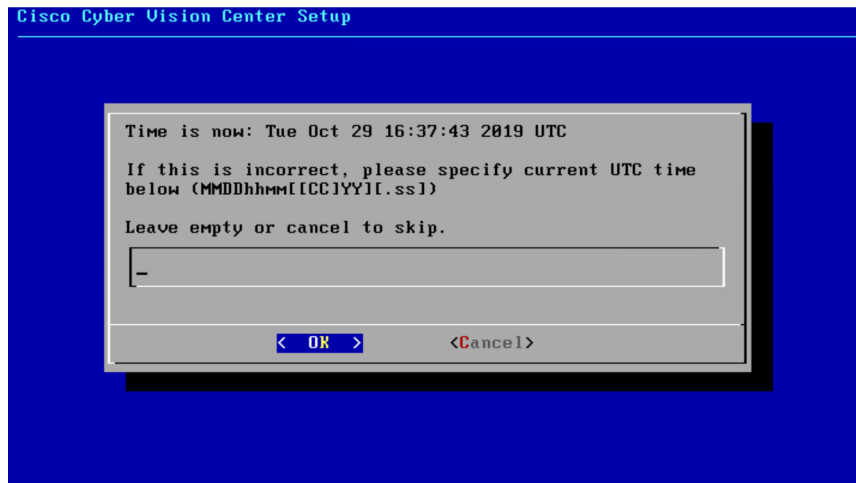 Cisco Cyber Vision Center Setup
Time is now: Tue Oct 29 16:37:43 2019 UTC
If this is incorrect, please specify current UTC time
below (MMDDhhmm[[CC]YY][.ss])
Leave empty or cancel to skip.
< OK > <Cancel>